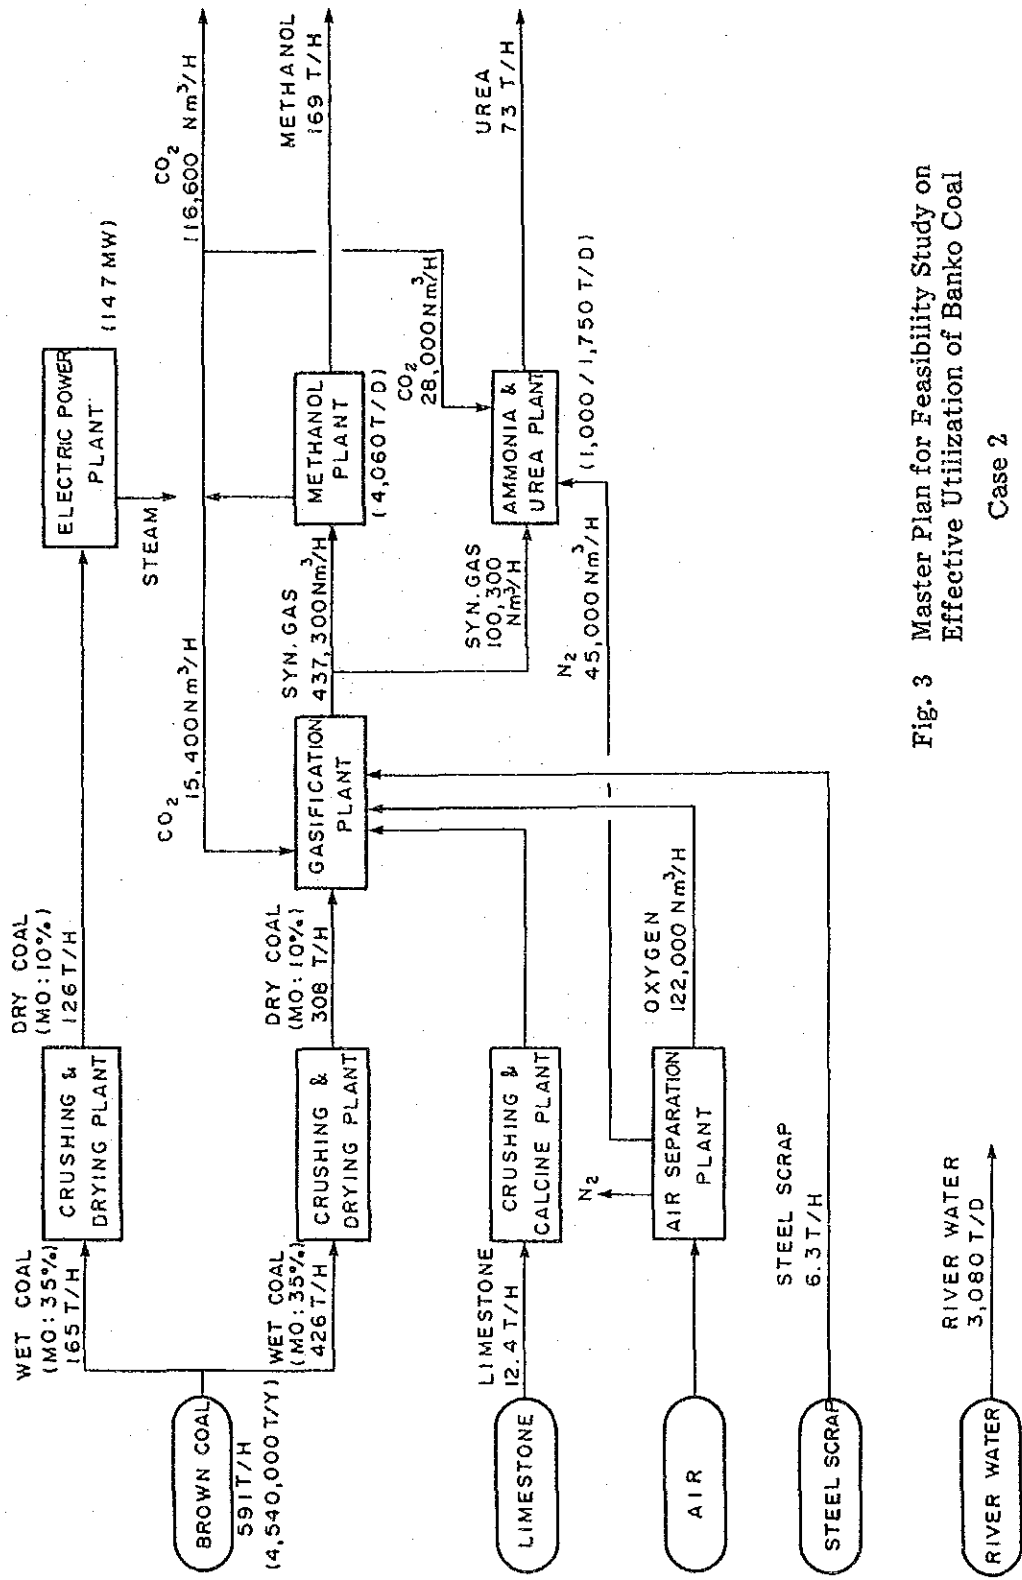 BROWN COAL
591 T/H
(4,540,000 T/Y)
WET COAL
(MO:35%)
165 T/H
CRUSHING &
DRYING PLANT
DRY COAL
(MO:10%)
126 T/H
ELECTRIC POWER
PLANT
(147 MW)
STEAM
WET COAL
(MO:35%)
426 T/H
CRUSHING &
DRYING PLANT
DRY COAL
(MO:10%)
308 T/H
CO2
15,400 Nm3/H
GASIFICATION
PLANT
SYN. GAS
437,300 Nm3/H
METHANOL
PLANT
(4,060 T/D)
CO2
116,600 Nm3/H
METHANOL
169 T/H
CO2
28,000 Nm3/H
SYN. GAS
100,300
Nm3/H
AMMONIA &
UREA PLANT
(1,000 / 1,750 T/D)
UREA
73 T/H
N2
45,000 Nm3/H
LIMESTONE
LIMESTONE
12.4 T/H
CRUSHING &
CALCINE PLANT
AIR
N2
AIR SEPARATION
PLANT
OXYGEN
122,000 Nm3/H
STEEL SCRAP
STEEL SCRAP
6.3 T/H
RIVER WATER
RIVER WATER
3,080 T/D
Fig. 3 Master Plan for Feasibility Study on
Effective Utilization of Banko Coal
Case 2